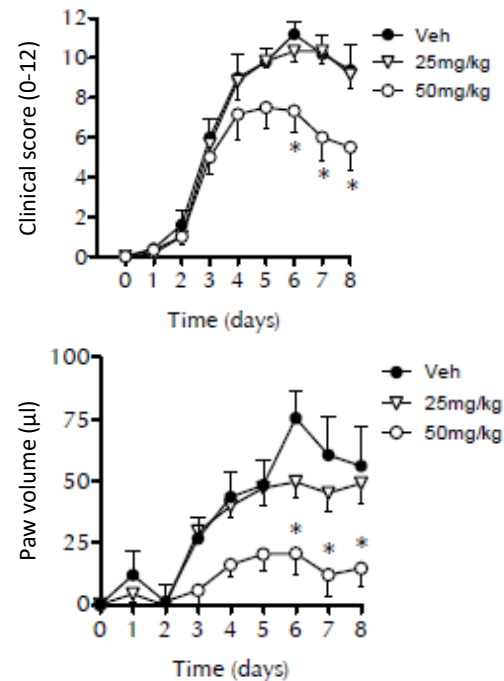 Clinical score (0-12)
12
10
8
6
4
2
0
Veh
25mg/kg
50mg/kg
* * *
0 1 2 3 4 5 6 7 8
Time (days)
Paw volume (µl)
100
75
50
25
0
Veh
25mg/kg
50mg/kg
* * *
0 1 2 3 4 5 6 7 8
Time (days)